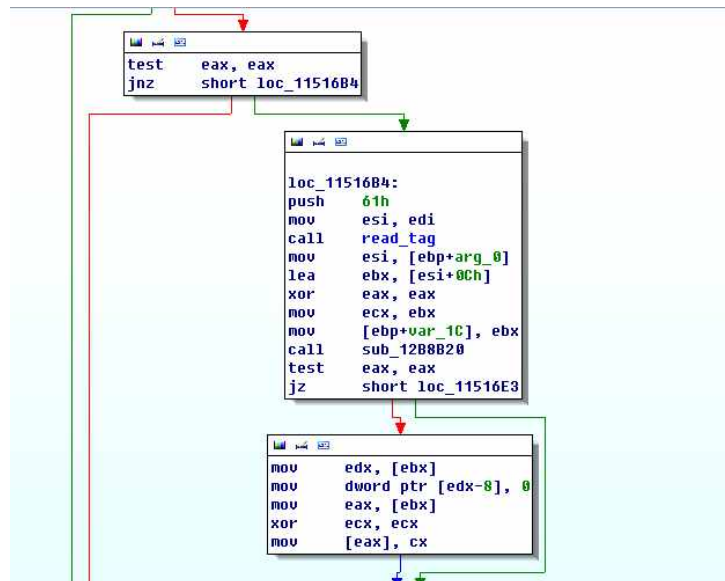 test eax, eax
jnz short loc_11516B4
loc_11516B4:
push 61h
mov esi, edi
call read_tag
mov esi, [ebp+arg_0]
lea ebx, [esi+0Ch]
xor eax, eax
mov ecx, ebx
mov [ebp+var_1C], ebx
call sub_12B8B20
test eax, eax
jz short loc_11516E3
mov edx, [ebx]
mov dword ptr [edx-8], 0
mov eax, [ebx]
xor ecx, ecx
mov [eax], cx